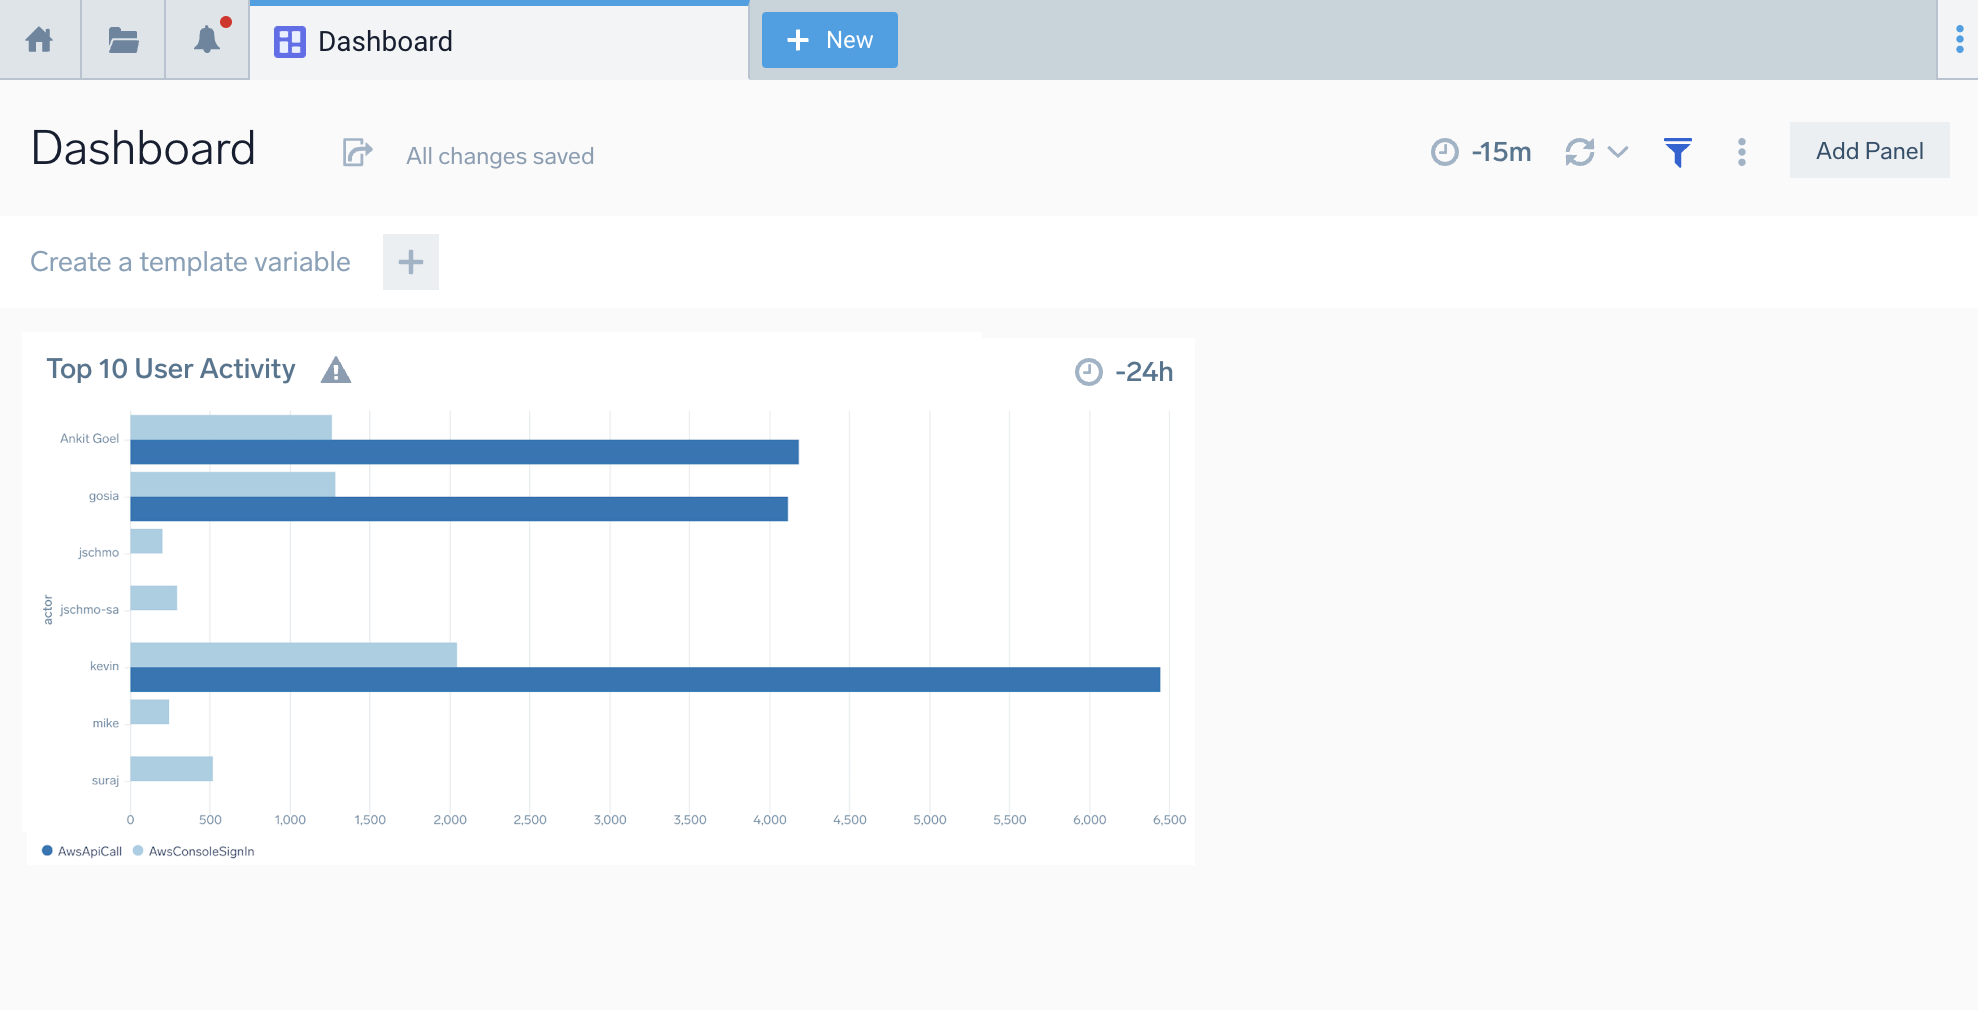 Dashboard
New
Dashboard
All changes saved
-15m
Add Panel
Create a template variable
Top 10 User Activity
-24h
actor
Ankit Goel
gosia
jschmo
jschmo-sa
kevin
mike
suraj
0 500 1,000 1,500 2,000 2,500 3,000 3,500 4,000 4,500 5,000 5,500 6,000 6,500
AwsApiCall AwsConsoleSignIn